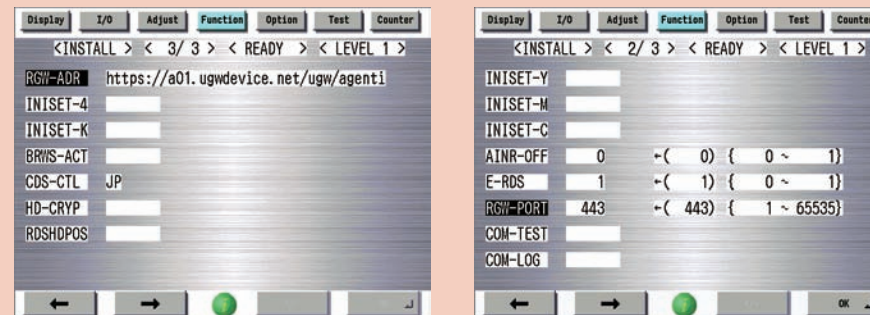 Display I/O Adjust Function Option Test Counter
<INSTALL > < 3/ 3 > < READY > < LEVEL 1 >
RGW-ADR https://a01.ugwdevice.net/ugw/agenti
INISET-4
INISET-K
BRWS-ACT
CDS-CTL JP
HD-CRYP
RDSHDPOS
Display I/O Adjust Function Option Test Counter
<INSTALL > < 2/ 3 > < READY > < LEVEL 1 >
INISET-Y
INISET-M
INISET-C
AINR-OFF 0 ←( 0) { 0 ~ 1}
E-RDS 1 ←( 1) { 0 ~ 1}
RGW-PORT 443 ←( 443) { 1 ~ 65535}
COM-TEST
COM-LOG
OK